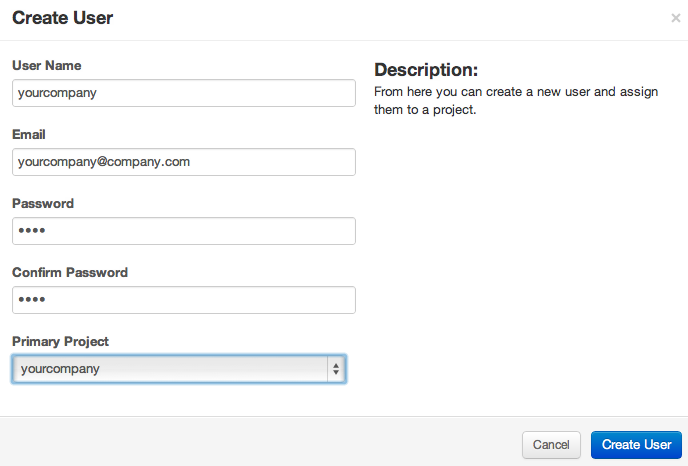 Create User
×
User Name
yourcompany
Description:
From here you can create a new user and assign
them to a project.
Email
yourcompany@company.com
Password
••••
Confirm Password
••••
Primary Project
yourcompany
Cancel
Create User